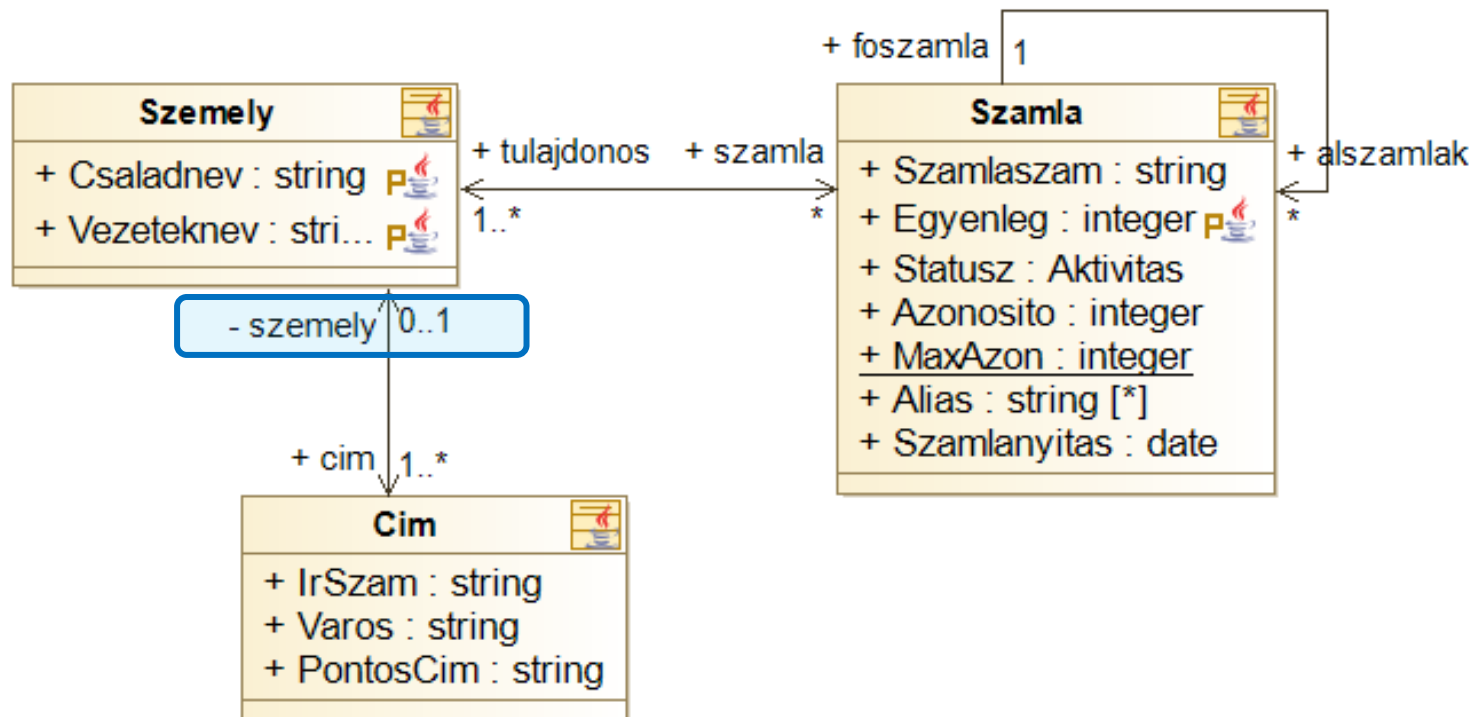 Szemely
+ Csaladnev : string
+ Vezeteknev : stri...
P
P
+ tulajdonos
1..*
+ szamla
*
+ foszamla
1
Szamla
+ Szamlaszam : string
+ Egyenleg : integer
P
+ Statusz : Aktivitas
+ Azonosito : integer
+ MaxAzon : integer
+ Alias : string [*]
+ Szamlanyitas : date
+ alszamlak
*
- szemely
0..1
+ cim
1..*
Cim
+ IrSzam : string
+ Varos : string
+ PontosCim : string